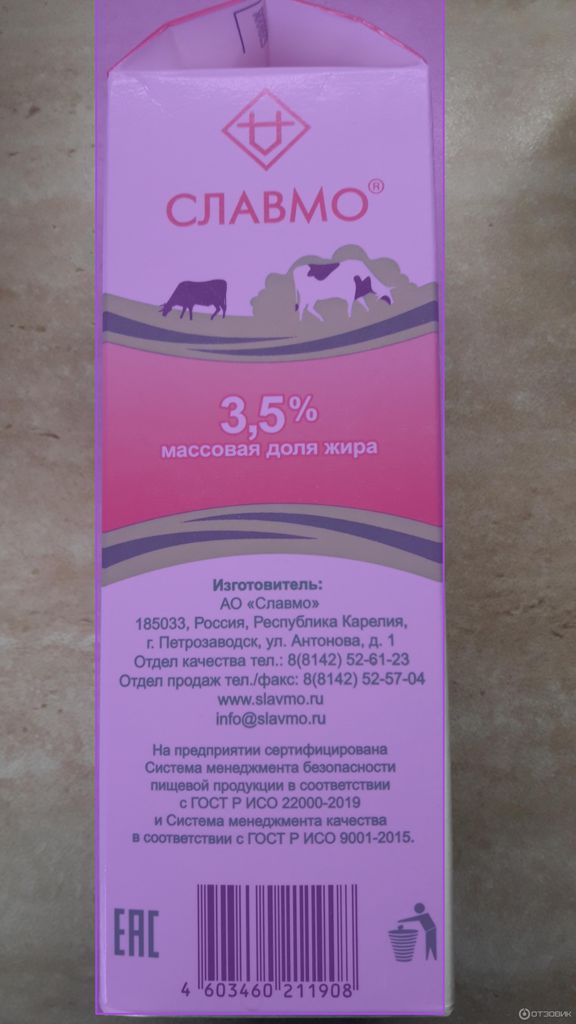 СЛАВМО®
3,5%
массовая доля жира
Изготовитель:
АО «Славмо»
185033, Россия, Республика Карелия,
г. Петрозаводск, ул. Антонова, д. 1
Отдел качества тел.: 8(8142) 52-61-23
Отдел продаж тел./факс: 8(8142) 52-57-04
www.slavmo.ru
info@slavmo.ru
На предприятии сертифицирована
Система менеджмента безопасности
пищевой продукции в соответствии
с ГОСТ Р ИСО 22000-2019
и Система менеджмента качества
в соответствии с ГОСТ Р ИСО 9001-2015.
EAC
4 603460 211908
ОТЗОВИК